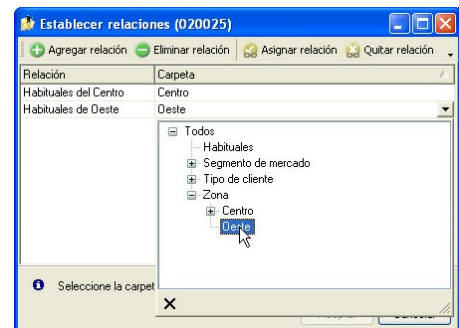 Establecer relaciones (020025)
Agregar relación Eliminar relación Asignar relación Quitar relación
Relación Carpeta
Habituales del Centro Centro
Habituales de Oeste Oeste
Todos
Habituales
Segmento de mercado
Tipo de cliente
Zona
Centro
Oeste
Seleccione la carpet